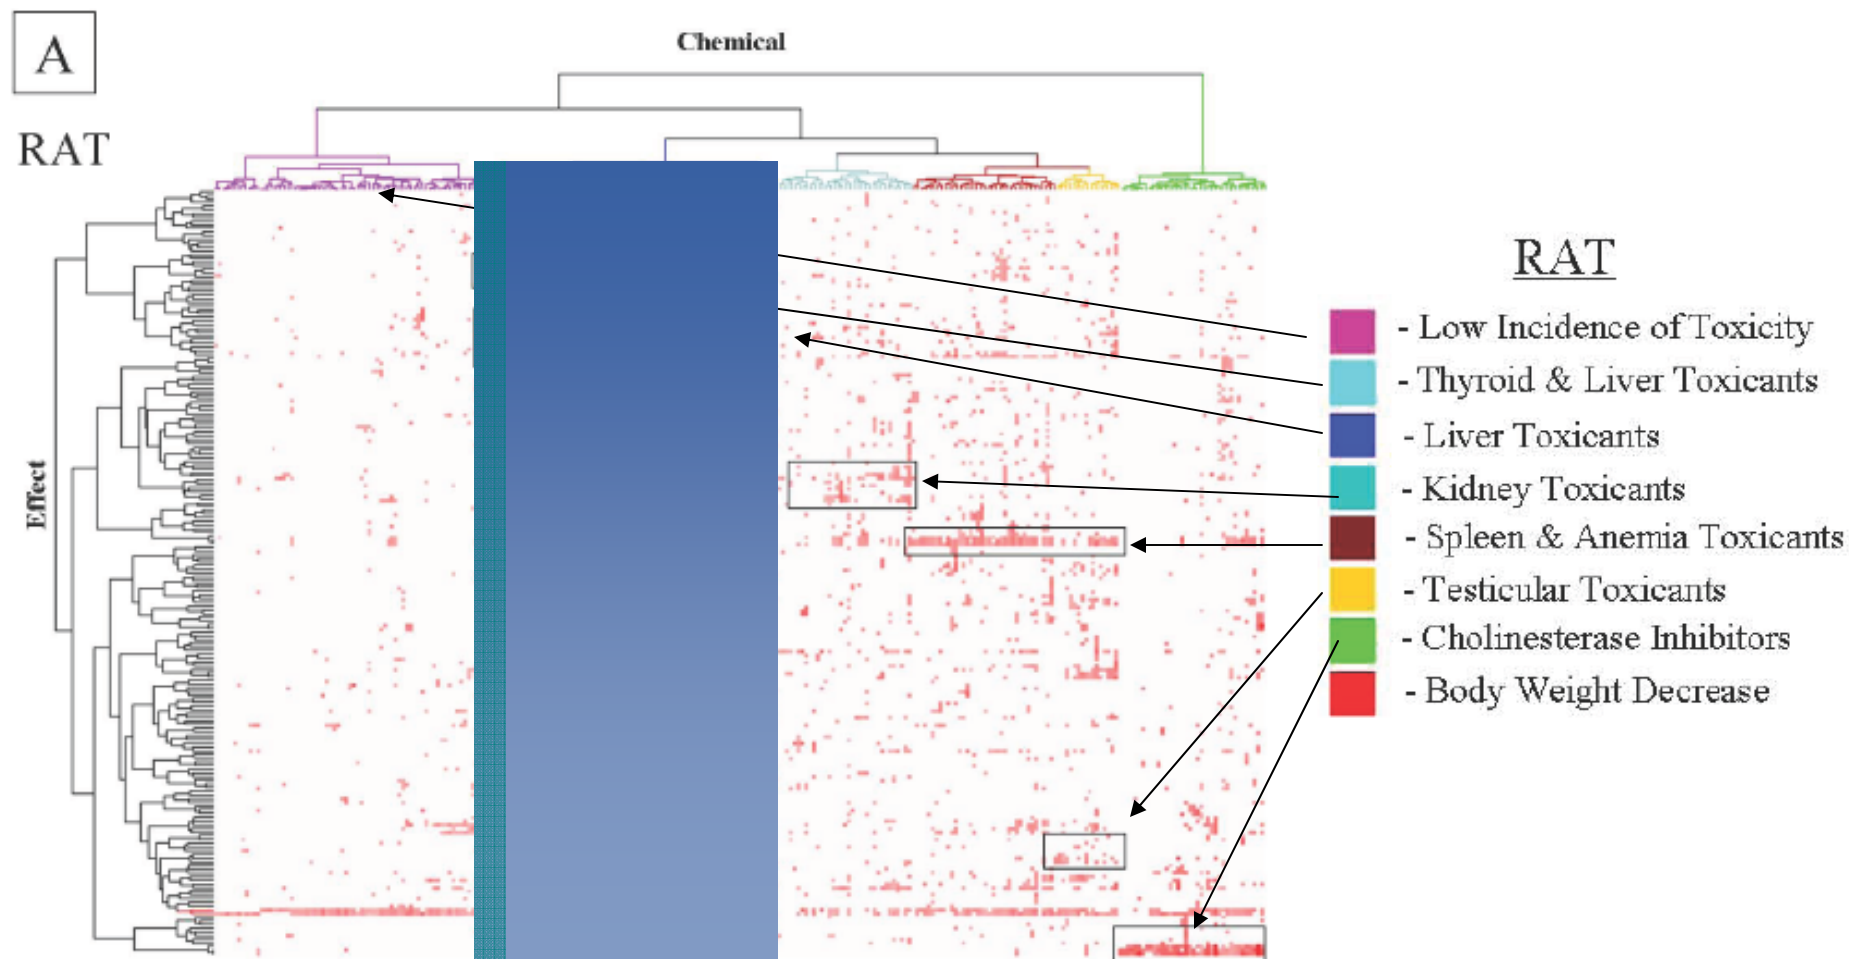 A
RAT
Chemical
Effect
RAT
- Low Incidence of Toxicity
- Thyroid & Liver Toxicants
- Liver Toxicants
- Kidney Toxicants
- Spleen & Anemia Toxicants
- Testicular Toxicants
- Cholinesterase Inhibitors
- Body Weight Decrease